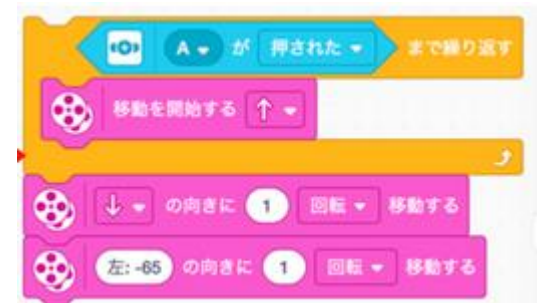 A が 押された まで繰り返す
移動を開始する ↑
↓ の向きに 1 回転 移動する
左: -65 の向きに 1 回転 移動する